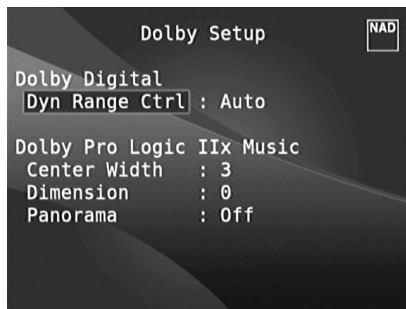 Dolby Setup
NAD
Dolby Digital
Dyn Range Ctrl : Auto
Dolby Pro Logic IIx Music
Center Width : 3
Dimension : 0
Panorama : Off